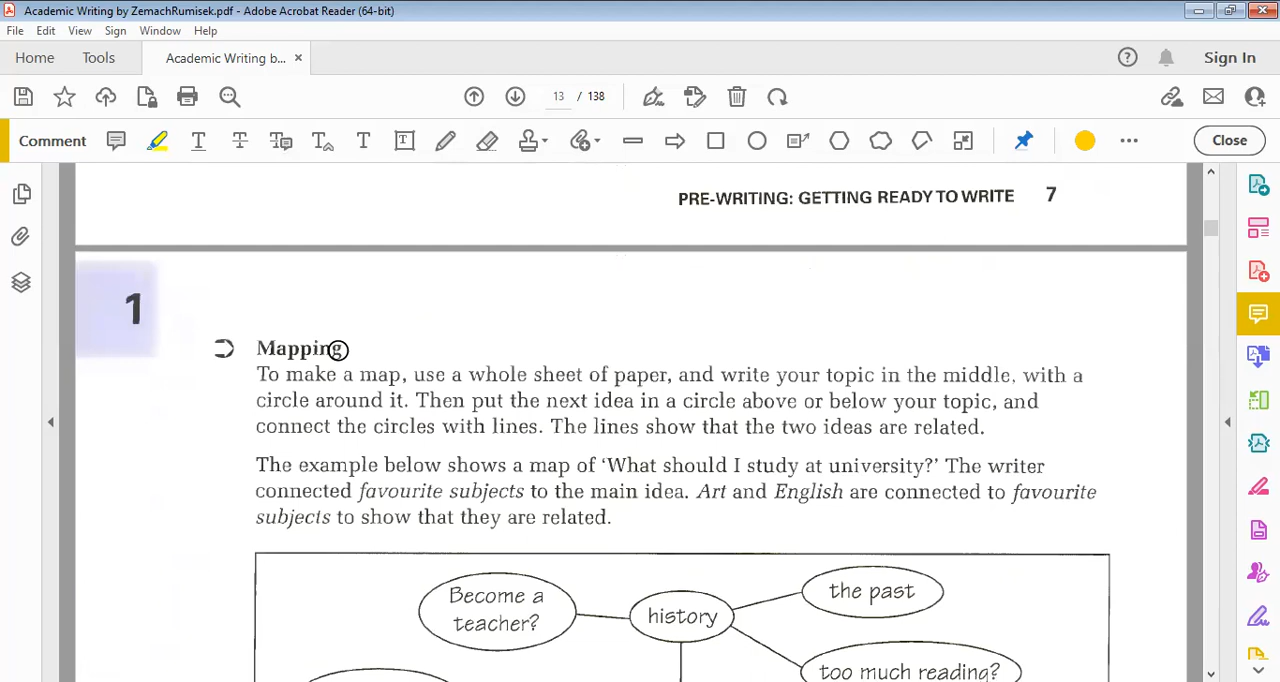 Academic Writing by ZemachRumisek.pdf - Adobe Acrobat Reader (64-bit)
File Edit View Sign Window Help
Home Tools Academic Writing b... × Sign In
13 / 138
Comment Close
PRE-WRITING: GETTING READY TO WRITE 7
1
Mapping
To make a map, use a whole sheet of paper, and write your topic in the middle, with a
circle around it. Then put the next idea in a circle above or below your topic, and
connect the circles with lines. The lines show that the two ideas are related.
The example below shows a map of ‘What should I study at university?’ The writer
connected favourite subjects to the main idea. Art and English are connected to favourite
subjects to show that they are related.
Become a
teacher?
history
the past
too much reading?